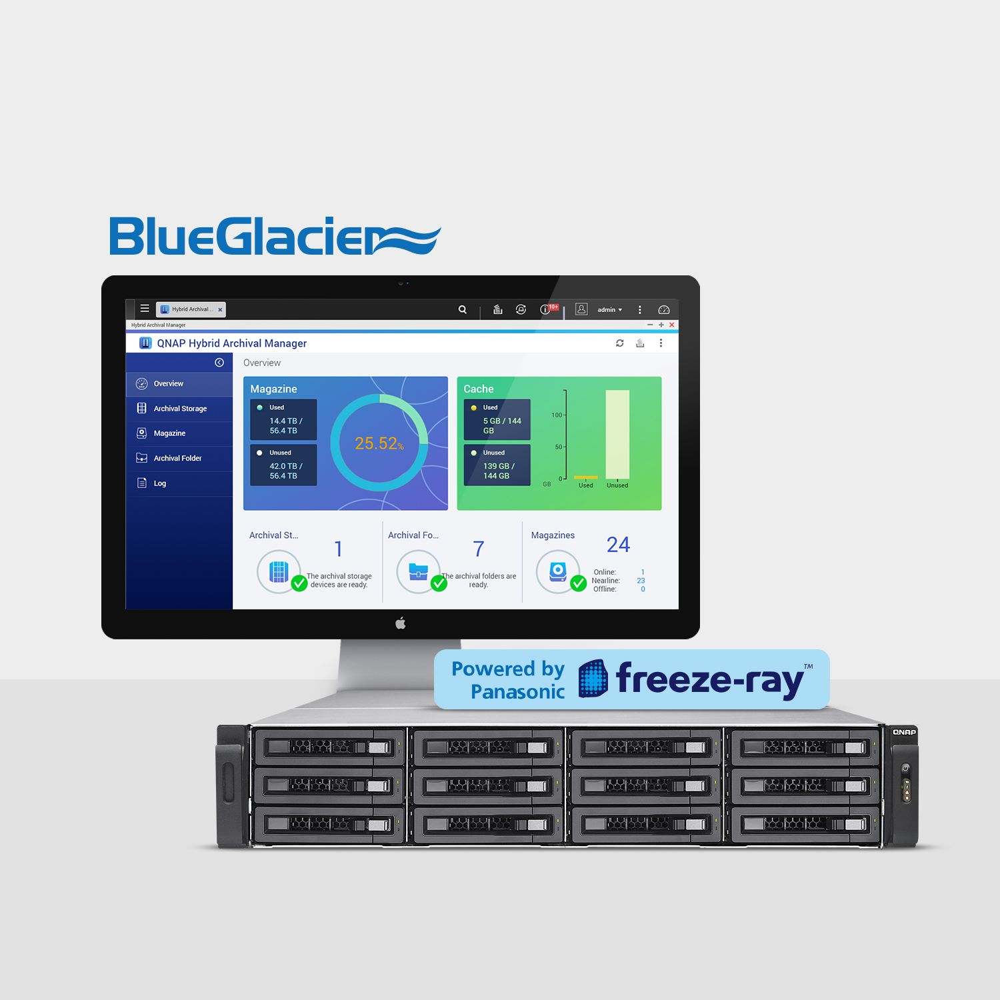 BlueGlacier
Hybrid Archival...
10+
admin
Hybrid Archival Manager
QNAP Hybrid Archival Manager
Overview
Overview
Archival Storage
Magazine
Archival Folder
Log
Magazine
Used
14.4 TB /
56.4 TB
Unused
42.0 TB /
56.4 TB
25.52%
Cache
Used
5 GB / 144
GB
Unused
139 GB /
144 GB
100
50
0
GB
Used
Unused
Archival St...
1
The archival storage
devices are ready.
Archival Fo...
7
The archival folders are
ready.
Magazines
24
Online: 1
Nearline: 23
Offline: 0
Powered by
Panasonic
freeze-ray™
QNAP